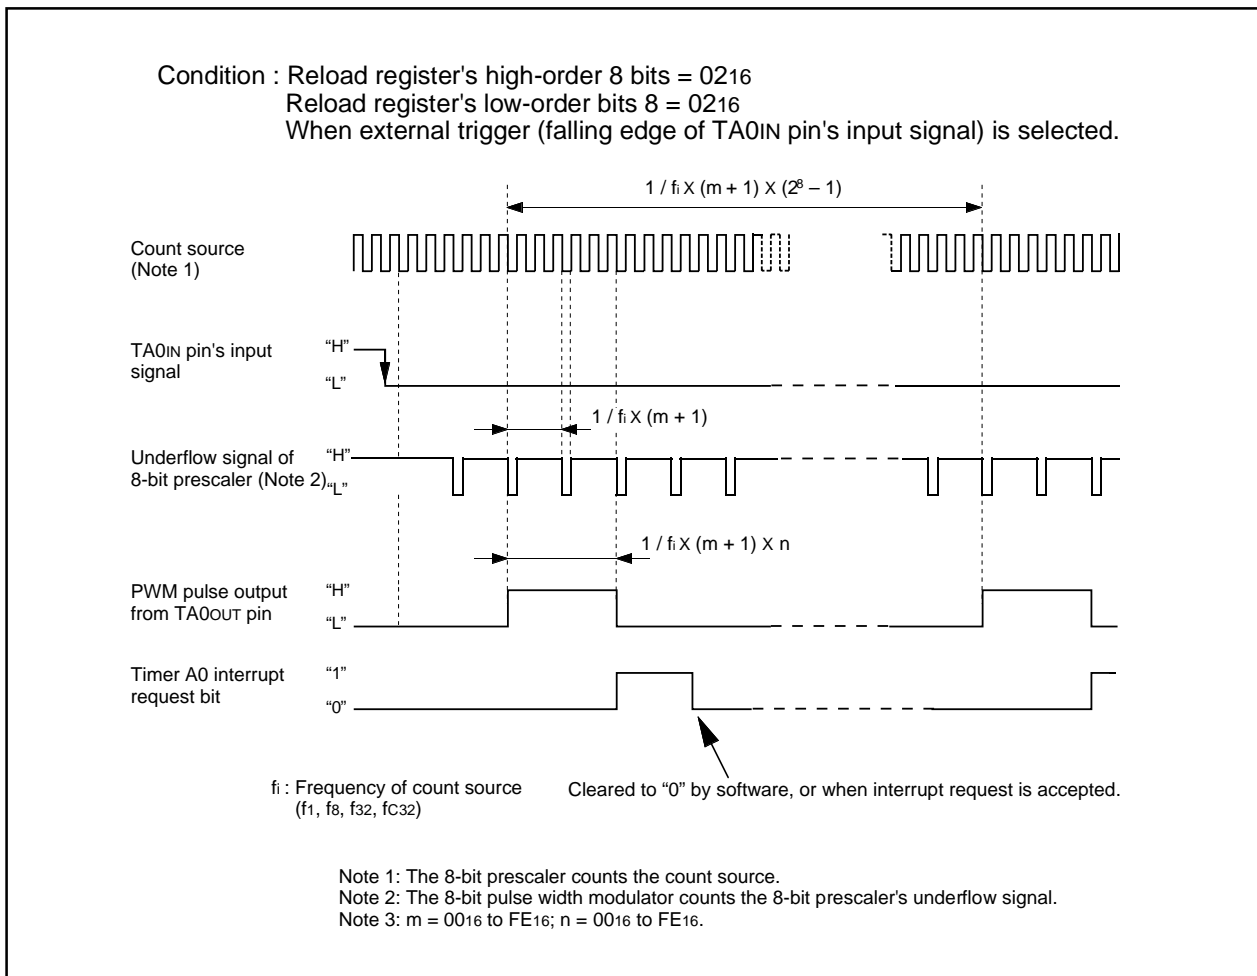 Condition : Reload register's high-order 8 bits = 0216
Reload register's low-order bits 8 = 0216
When external trigger (falling edge of TA0IN pin's input signal) is selected.
1 / fi X (m + 1) X (2⁸ – 1)
Count source
(Note 1)
TA0IN pin's input
signal
“H”
“L”
1 / fi X (m + 1)
Underflow signal of
8-bit prescaler (Note 2)
“H”
“L”
1 / fi X (m + 1) X n
PWM pulse output
from TA0OUT pin
“H”
“L”
Timer A0 interrupt
request bit
“1”
“0”
fi : Frequency of count source
(f1, f8, f32, fC32)
Cleared to “0” by software, or when interrupt request is accepted.
Note 1: The 8-bit prescaler counts the count source.
Note 2: The 8-bit pulse width modulator counts the 8-bit prescaler's underflow signal.
Note 3: m = 0016 to FE16; n = 0016 to FE16.